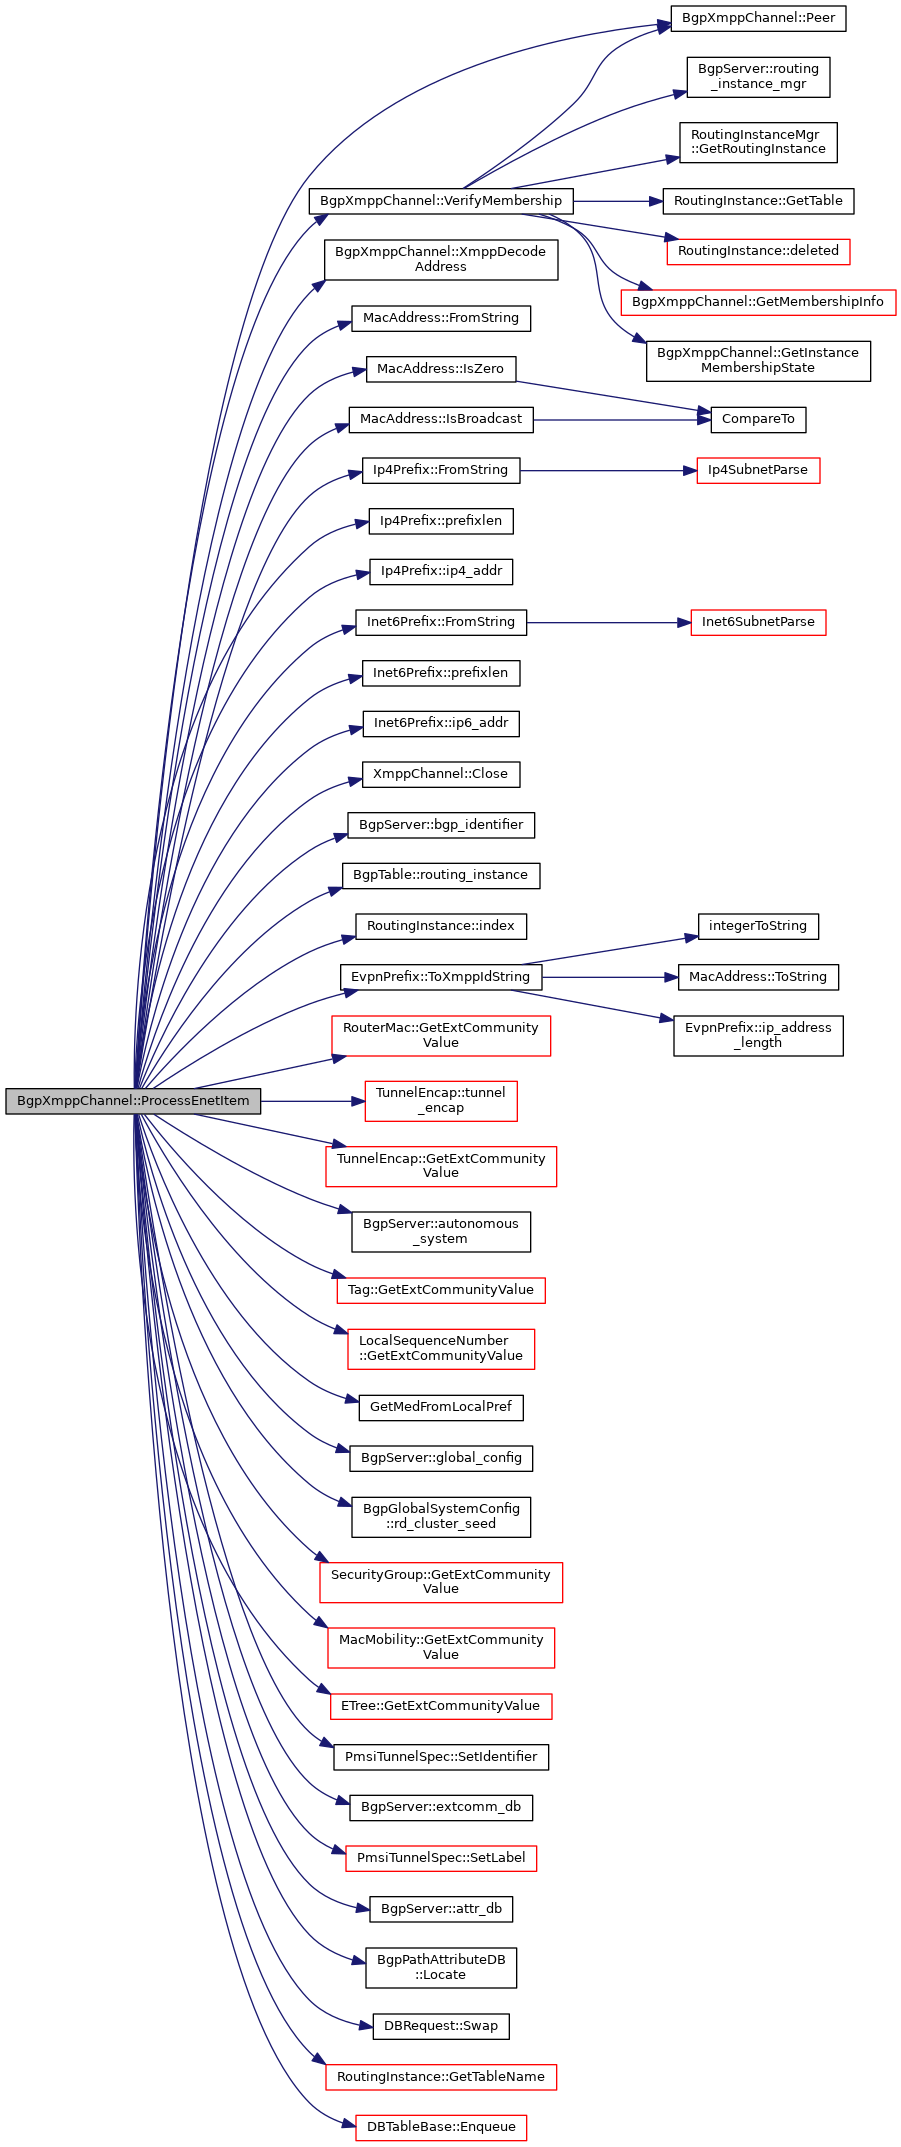 BgpXmppChannel::Peer
BgpServer::routing
_instance_mgr
RoutingInstanceMgr
::GetRoutingInstance
BgpXmppChannel::VerifyMembership
RoutingInstance::GetTable
RoutingInstance::deleted
BgpXmppChannel::XmppDecode
Address
BgpXmppChannel::GetMembershipInfo
MacAddress::FromString
BgpXmppChannel::GetInstance
MembershipState
MacAddress::IsZero
MacAddress::IsBroadcast
CompareTo
Ip4Prefix::FromString
Ip4SubnetParse
Ip4Prefix::prefixlen
Ip4Prefix::ip4_addr
Inet6Prefix::FromString
Inet6SubnetParse
Inet6Prefix::prefixlen
Inet6Prefix::ip6_addr
XmppChannel::Close
BgpServer::bgp_identifier
BgpTable::routing_instance
RoutingInstance::index
integerToString
EvpnPrefix::ToXmppIdString
MacAddress::ToString
EvpnPrefix::ip_address
_length
RouterMac::GetExtCommunity
Value
BgpXmppChannel::ProcessEnetItem
TunnelEncap::tunnel
_encap
TunnelEncap::GetExtCommunity
Value
BgpServer::autonomous
_system
Tag::GetExtCommunityValue
LocalSequenceNumber
::GetExtCommunityValue
GetMedFromLocalPref
BgpServer::global_config
BgpGlobalSystemConfig
::rd_cluster_seed
SecurityGroup::GetExtCommunity
Value
MacMobility::GetExtCommunity
Value
ETree::GetExtCommunityValue
PmsiTunnelSpec::SetIdentifier
BgpServer::extcomm_db
PmsiTunnelSpec::SetLabel
BgpServer::attr_db
BgpPathAttributeDB
::Locate
DBRequest::Swap
RoutingInstance::GetTableName
DBTableBase::Enqueue